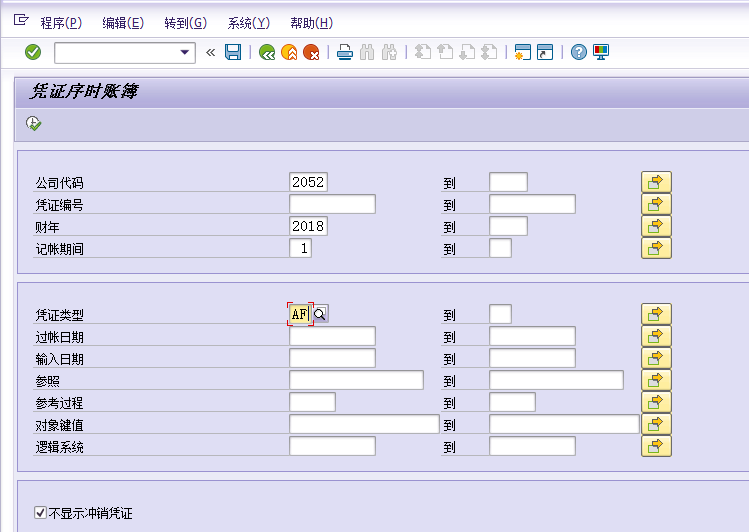 程序(P) 编辑(E) 转到(G) 系统(Y) 帮助(H)
凭证序时账簿
公司代码 2052 到
凭证编号 到
财年 2018 到
记帐期间 1 到
凭证类型 AF 到
过帐日期 到
输入日期 到
参照 到
参考过程 到
对象键值 到
逻辑系统 到
不显示冲销凭证